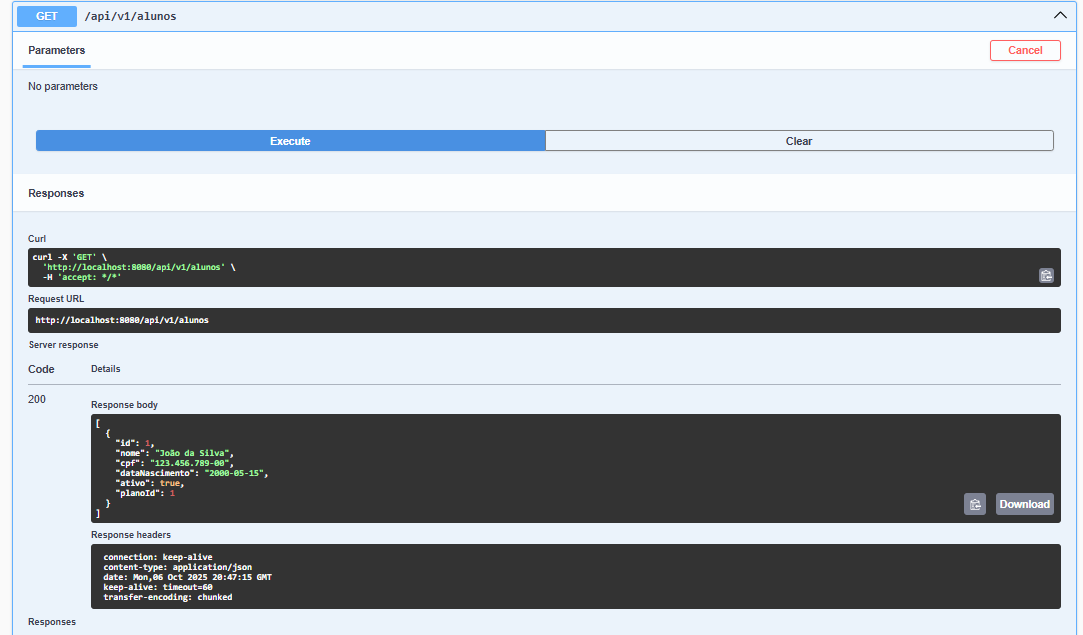 GET /api/v1/alunos
Parameters
Cancel
No parameters
Execute
Clear
Responses
Curl
curl -X 'GET' \
  'http://localhost:8080/api/v1/alunos' \
  -H 'accept: */*'
Request URL
http://localhost:8080/api/v1/alunos
Server response
Code Details
200
Response body
[
  {
    "id": 1,
    "nome": "João da Silva",
    "cpf": "123.456.789-00",
    "dataNascimento": "2000-05-15",
    "ativo": true,
    "planoId": 1
  }
]
Download
Response headers
connection: keep-alive
content-type: application/json
date: Mon,06 Oct 2025 20:47:15 GMT
keep-alive: timeout=60
transfer-encoding: chunked
Responses